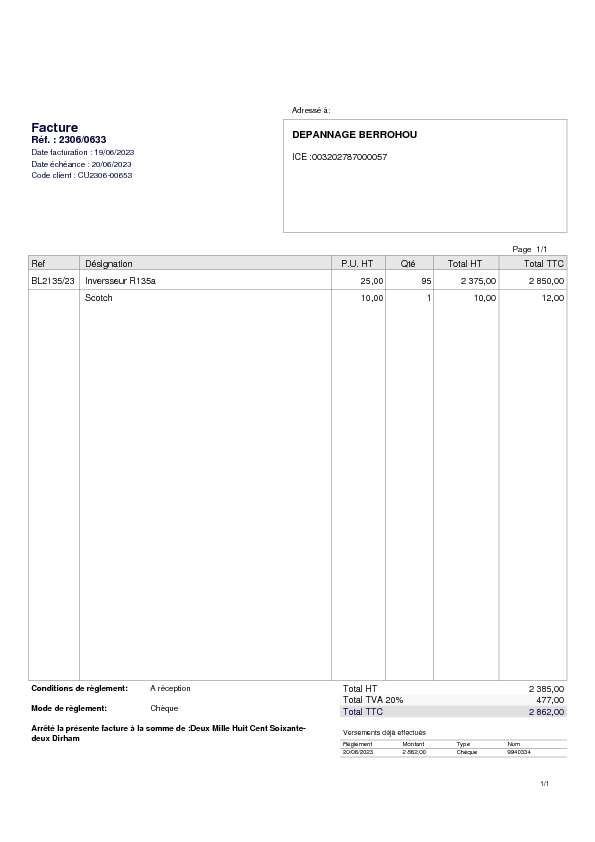 Adressé à:
Facture
Réf. : 2306/0633
Date facturation : 19/06/2023
Date échéance : 20/06/2023
Code client : CU2306-00653
DEPANNAGE BERROHOU
ICE :003202787000057
Page 1/1
Ref Désignation P.U. HT Qté Total HT Total TTC
BL2135/23 Inversseur R135a 25,00 95 2 375,00 2 850,00
Scotch 10,00 1 10,00 12,00
Conditions de règlement: A réception
Mode de règlement: Chèque
Arrêté la présente facture à la somme de :Deux Mille Huit Cent Soixante-
deux Dirham
Total HT 2 385,00
Total TVA 20% 477,00
Total TTC 2 862,00
Versements déjà effectués
Règlement Montant Type Num
20/06/2023 2 862,00 Chèque 9940334
1/1